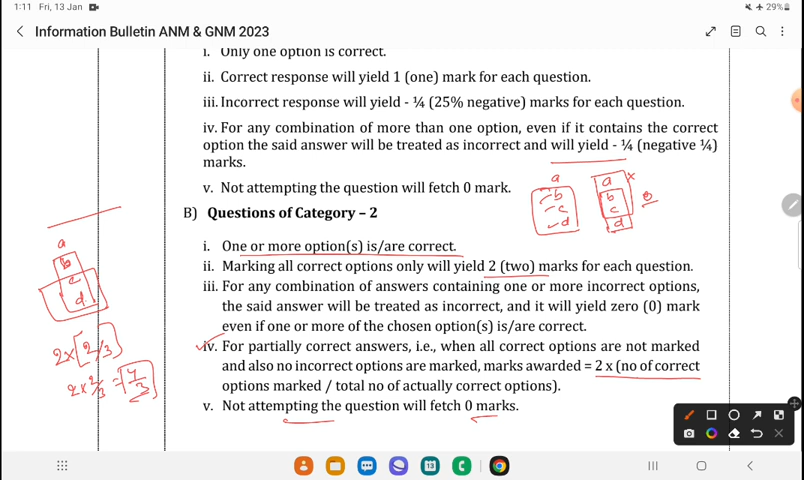 1:11 Fri, 13 Jan
29%
Information Bulletin ANM & GNM 2023
i. Only one option is correct.
ii. Correct response will yield 1 (one) mark for each question.
iii. Incorrect response will yield - ¼ (25% negative) marks for each question.
iv. For any combination of more than one option, even if it contains the correct
option the said answer will be treated as incorrect and will yield - ¼ (negative ¼)
marks.
v. Not attempting the question will fetch 0 mark.
a
b
c
d
a
b
c
d
B) Questions of Category – 2
i. One or more option(s) is/are correct.
ii. Marking all correct options only will yield 2 (two) marks for each question.
iii. For any combination of answers containing one or more incorrect options,
the said answer will be treated as incorrect, and it will yield zero (0) mark
even if one or more of the chosen option(s) is/are correct.
iv. For partially correct answers, i.e., when all correct options are not marked
and also no incorrect options are marked, marks awarded = 2 x (no of correct
options marked / total no of actually correct options).
v. Not attempting the question will fetch 0 marks.
a
b
c
d
2x[2/3]
2x2/3 = 4/3
13